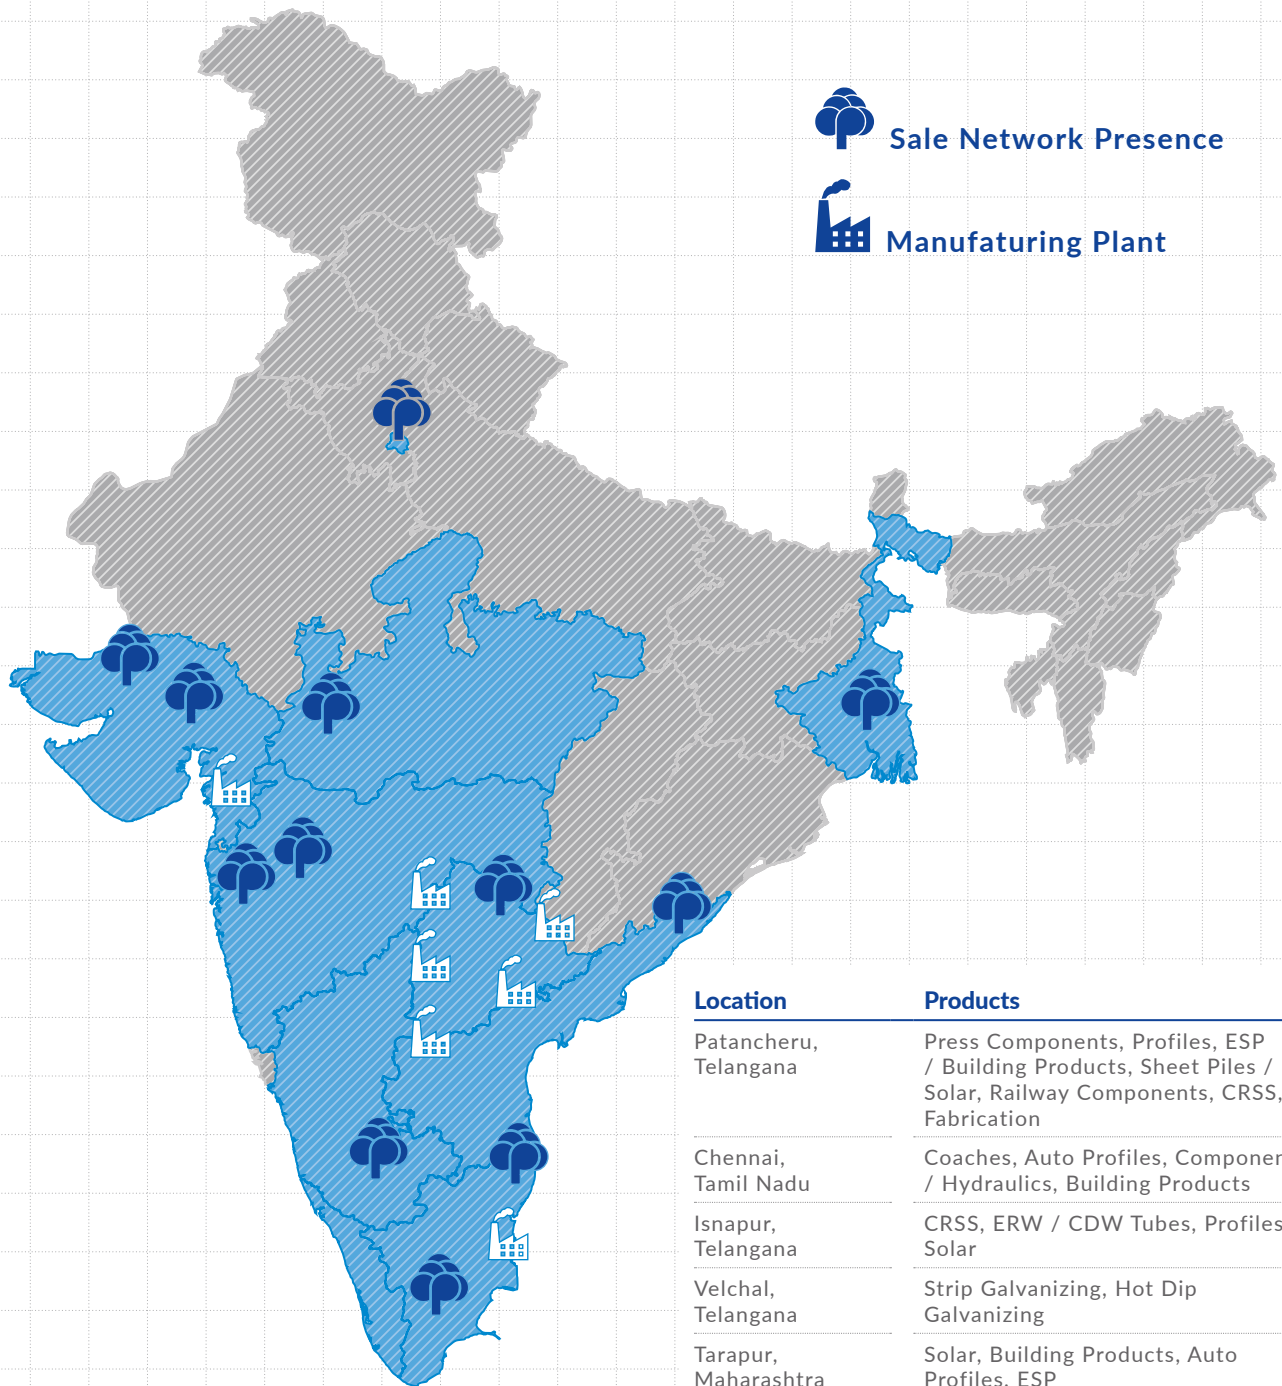 Sale Network Presence
Manufaturing Plant
Location Products
Patancheru, Press Components, Profiles, ESP
Telangana / Building Products, Sheet Piles /
Solar, Railway Components, CRSS,
Fabrication
Chennai, Coaches, Auto Profiles, Componen
Tamil Nadu / Hydraulics, Building Products
Isnapur, CRSS, ERW / CDW Tubes, Profiles
Telangana Solar
Velchal, Strip Galvanizing, Hot Dip
Telangana Galvanizing
Tarapur, Solar, Building Products, Auto
Maharashtra Profiles, ESP